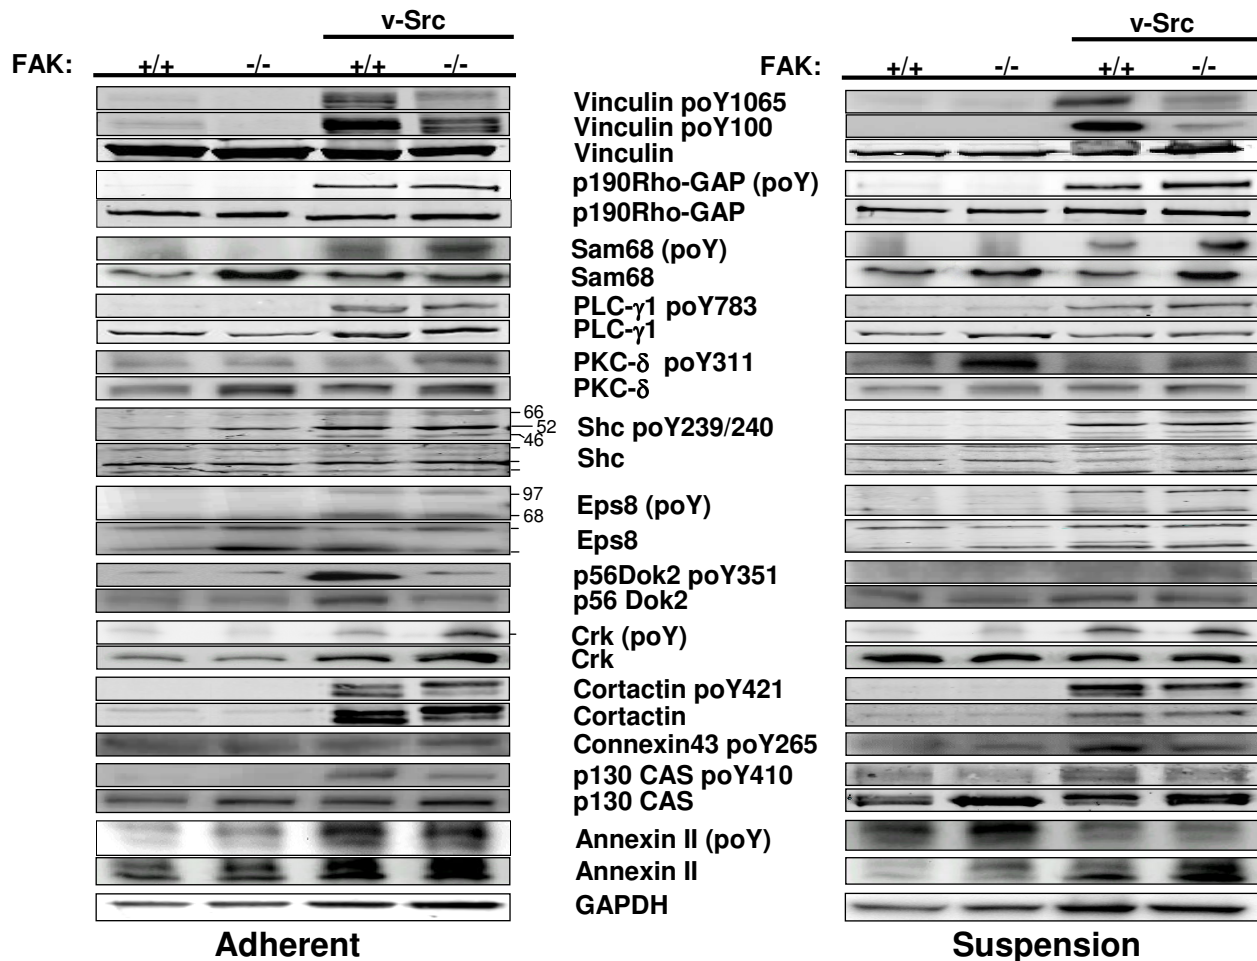 v-Src v-Src
FAK: +/+ -/- +/+ -/- FAK: +/+ -/- +/+ -/-
Vinculin poY1065
Vinculin poY100
Vinculin
p190Rho-GAP (poY)
p190Rho-GAP
Sam68 (poY)
Sam68
PLC-γ1 poY783
PLC-γ1
PKC-δ poY311
PKC-δ
66
52 Shc poY239/240
46
Shc
97
Eps8 (poY)
68
Eps8
p56Dok2 poY351
p56 Dok2
Crk (poY)
Crk
Cortactin poY421
Cortactin
Connexin43 poY265
p130 CAS poY410
p130 CAS
Annexin II (poY)
Annexin II
GAPDH
Adherent Suspension